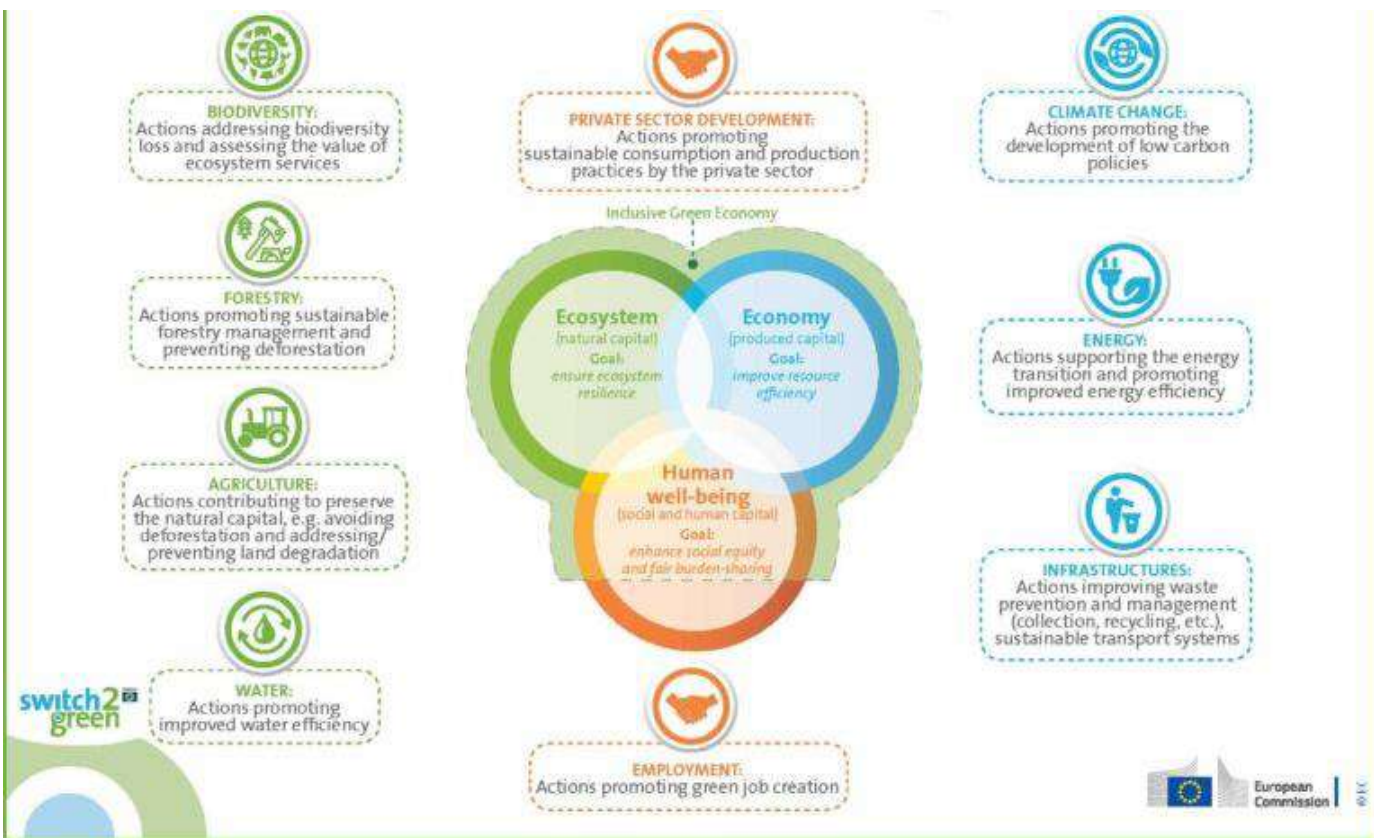 BIODIVERSITY:
Actions addressing biodiversity
loss and assessing the value of
ecosystem services
FORESTRY:
Actions promoting sustainable
forestry management and
preventing deforestation
AGRICULTURE:
Actions contributing to preserve
the natural capital, e.g. avoiding
deforestation and addressing/
preventing land degradation
WATER:
Actions promoting
improved water efficiency
PRIVATE SECTOR DEVELOPMENT:
Actions promoting
sustainable consumption and production
practices by the private sector
Inclusive Green Economy
Ecosystem
(natural capital)
Goal:
ensure ecosystem
resilience
Economy
(produced capital)
Goal:
improve resource
efficiency
Human
well-being
(social and human capital)
Goal:
enhance social equity
and fair burden-sharing
EMPLOYMENT:
Actions promoting green job creation
CLIMATE CHANGE:
Actions promoting the
development of low carbon
policies
ENERGY:
Actions supporting the energy
transition and promoting
improved energy efficiency
INFRASTRUCTURES:
Actions improving waste
prevention and management
(collection, recycling, etc.),
sustainable transport systems
switch2
green
European
Commission